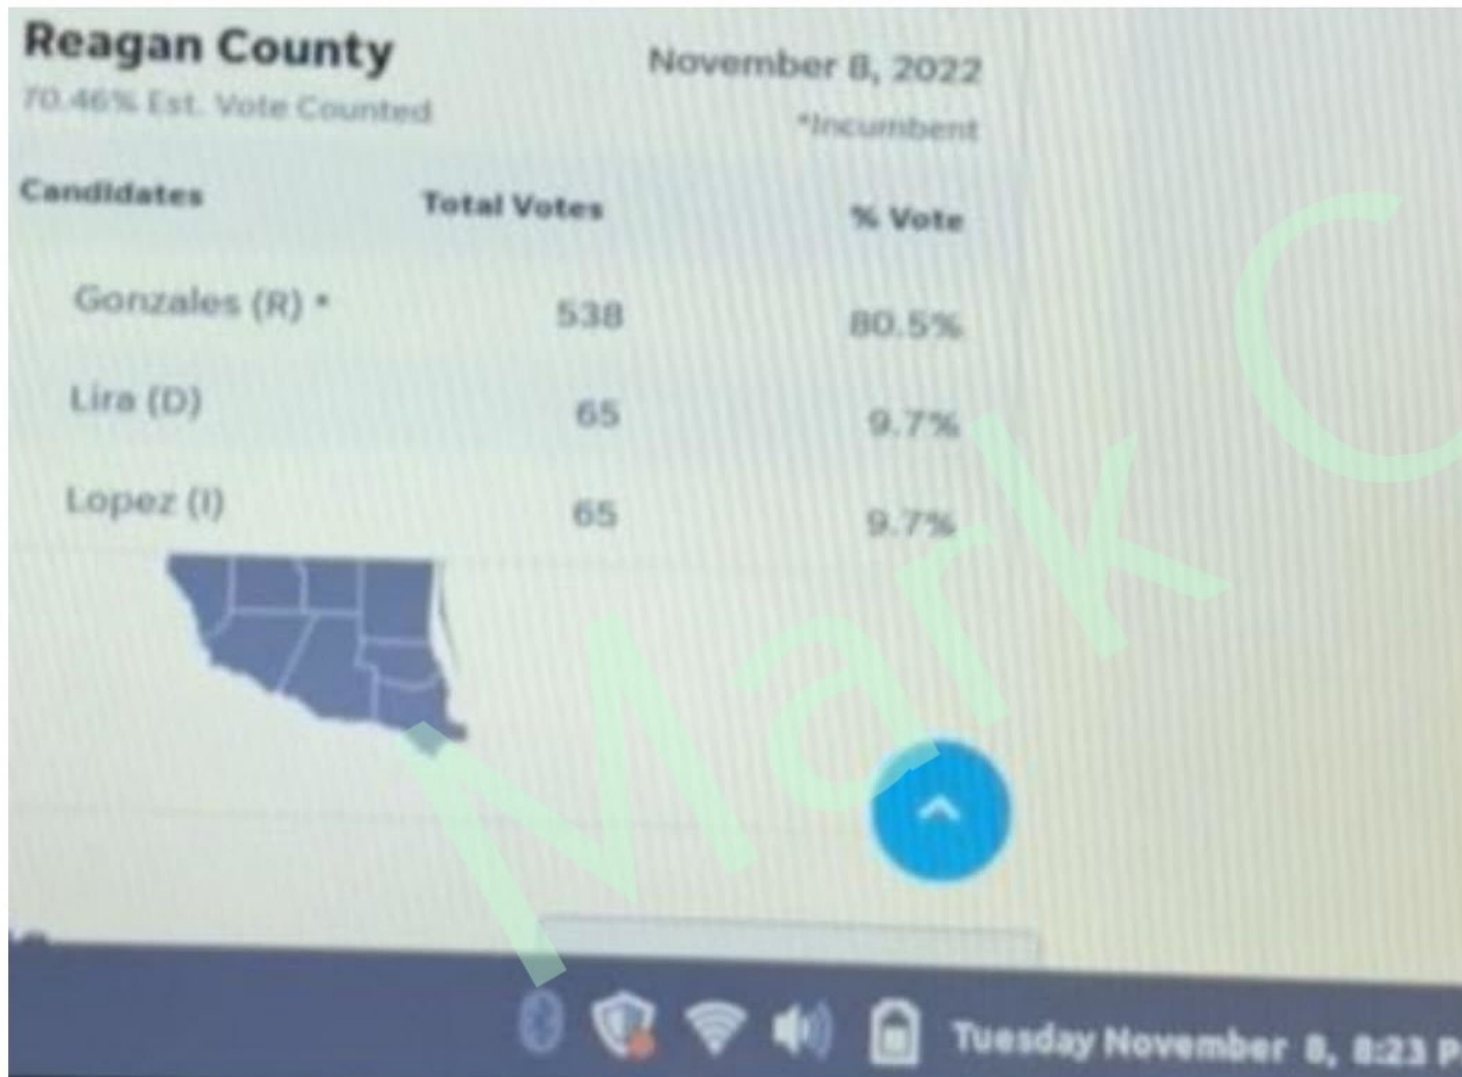 Reagan County
November 8, 2022
70.46% Est. Vote Counted
*Incumbent
Candidates Total Votes % Vote
Gonzales (R) * 538 80.5%
Lira (D) 65 9.7%
Lopez (I) 65 9.7%
Mark C
Tuesday November 8, 8:23 P